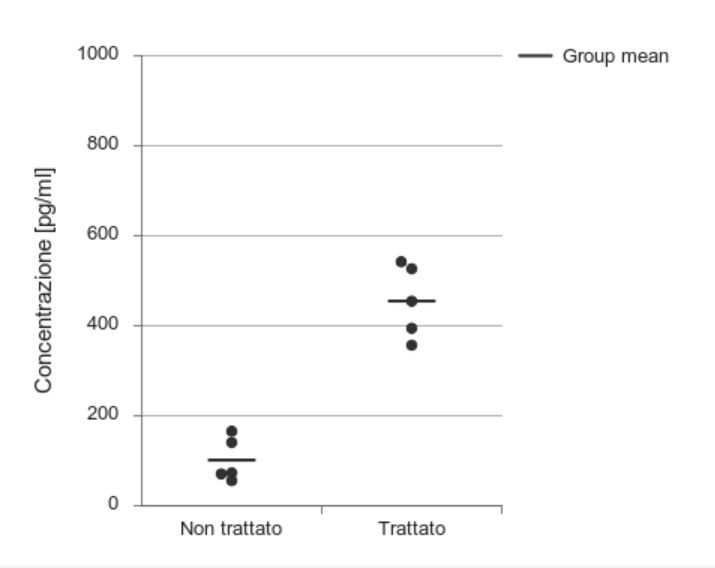 1000
Group mean
800
600
400
200
0
Concentrazione [pg/ml]
Non trattato
Trattato